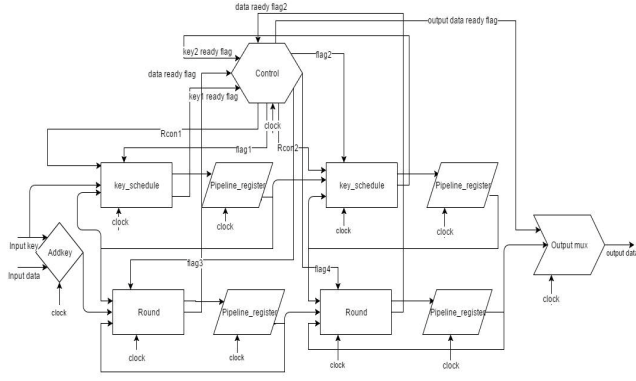 data raedy flag2
output data ready flag
key2 ready flag
flag2
data ready flag
Control
key1 ready flag
clock
Rcon1
flag1
Rcon2
key_schedule
Pipeline_register
key_schedule
Pipeline_register
clock
clock
clock
clock
Input key
Addkey
Input data
Output mux
output data
flag3
flag4
clock
clock
Round
Pipeline_register
Round
Pipeline_register
clock
clock
clock
clock